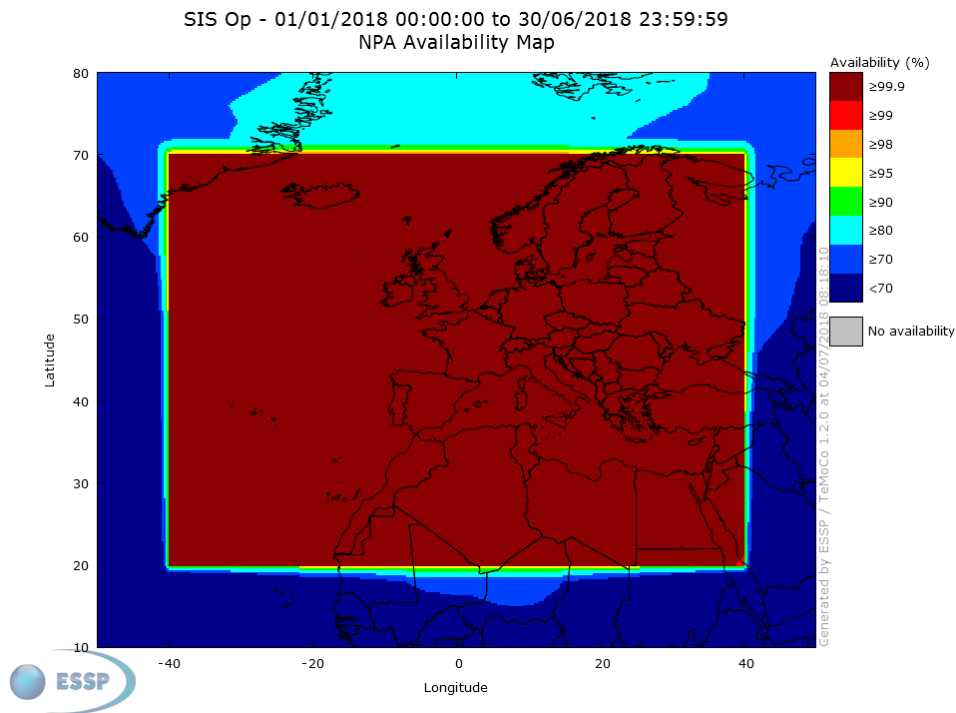 SIS Op - 01/01/2018 00:00:00 to 30/06/2018 23:59:59
NPA Availability Map
Availability (%)
≥99.9
≥99
≥98
≥95
≥90
≥80
≥70
<70
No availability
80
70
60
50
40
30
20
10
Latitude
-40
-20
0
20
40
Longitude
Generated by ESSP / TeMoCo 1.2.0 at 04/07/2018 08:18:10
ESSP